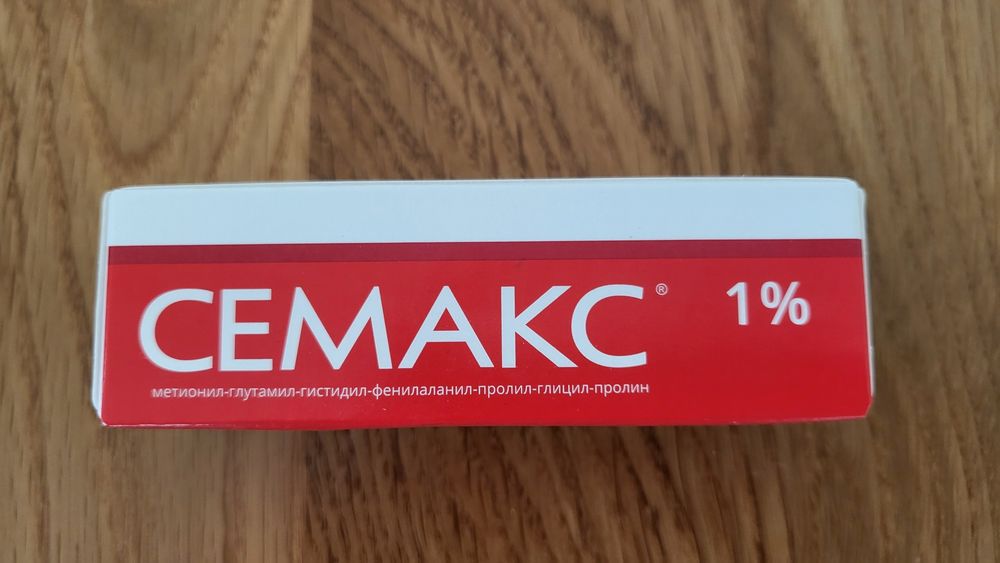 СЕМАКС® 1%
метионил-глутамил-гистидил-фенилаланил-пролил-глицил-пролин